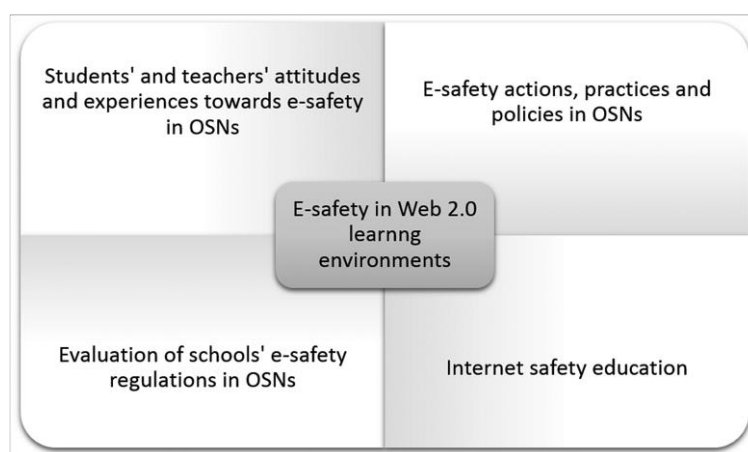 Students' and teachers' attitudes
and experiences towards e-safety
in OSNs
E-safety actions, practices and
policies in OSNs
E-safety in Web 2.0
learnng
environments
Evaluation of schools' e-safety
regulations in OSNs
Internet safety education